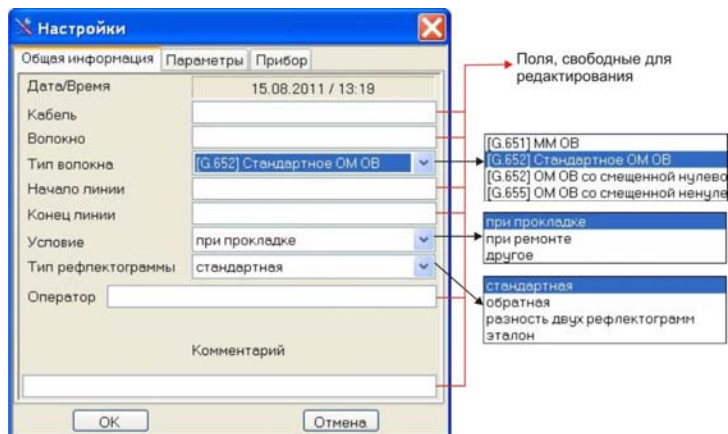 Настройки
Общая информация Параметры Прибор
Дата/Время 15.08.2011 / 13:19
Кабель
Волокно
Тип волокна [G.652] Стандартное ОМ ОВ
Начало линии
Конец линии
Условие при прокладке
Тип рефлектограммы стандартная
Оператор
Комментарий
OK Отмена
Поля, свободные для
редактирования
[G.651] ММ ОВ
[G.652] Стандартное ОМ ОВ
[G.652] ОМ ОВ со смещенной нулево
[G.655] ОМ ОВ со смещенной ненуле
при прокладке
при ремонте
другое
стандартная
обратная
разность двух рефлектограмм
эталон